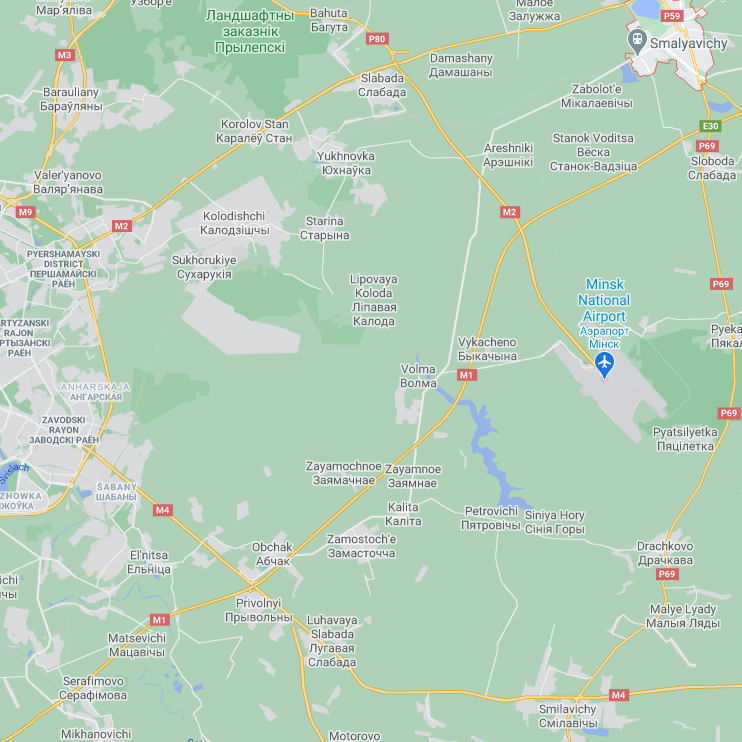 Мар'яліва
Узбор'е
Ландшафтны
заказнік
Прылепскі
Bahuta
Багута
P80
Малое
Залужжа
P59
Smalyavichy
M3
Slabada
Слабада
Damashany
Дамашаны
Barauliany
Бараўляны
Zabolot'e
Мікалаевічы
Korolov Stan
Каралёў Стан
E30
Yukhnovka
Юхнаўка
Areshniki
Арэшнікі
Stanok Voditsa
Вёска
Станок-Вадзіца
P69
Sloboda
Слабада
Valer'yanovo
Валяр'янава
M9
M2
Kolodishchi
Калодзішчы
Starina
Старына
M2
PYERSHAMAYSKI
DISTRICT
ПЕРШАМАЙСКІ
РАЁН
Sukhorukiye
Сухарукія
Lipovaya
Koloda
Ліпавая
Калода
Minsk
National
Airport
Аэрапорт
Мінск
P69
ARTYZANSKI
RAJON
РТЫЗАНСКІ
РАЁН
Vykacheno
Быкачына
Pyeka
Пякал
Volma
Волма
M1
ANHARSKAJA
АНГАРСКАЯ
P69
ZAVODSKI
RAYON
ЗАВОДСКІ РАЁН
Pyatsilyetka
Пяцілетка
Svislach
Zayamochnoe
Заямачнае
Zayamnoe
Заямнае
ŠABANY
ШАБАНЫ
ZHOWKA
ЖОЎКА
M4
Kalita
Каліта
Petrovichi
Пятровічы
Siniya Hory
Сінія Горы
Zamostoch'e
Замасточча
Obchak
Абчак
El'nitsa
Ельніца
Drachkovo
Драчкава
P69
Privolnyi
Прывольны
Malye Lyady
Малыя Ляды
M1
Luhavaya
Slabada
Лугавая
Слабада
Matsevichi
Мацавічы
Serafimovo
Серафімова
M4
Smilavichy
Смілавічы
Mikhanovichi
Motorovo